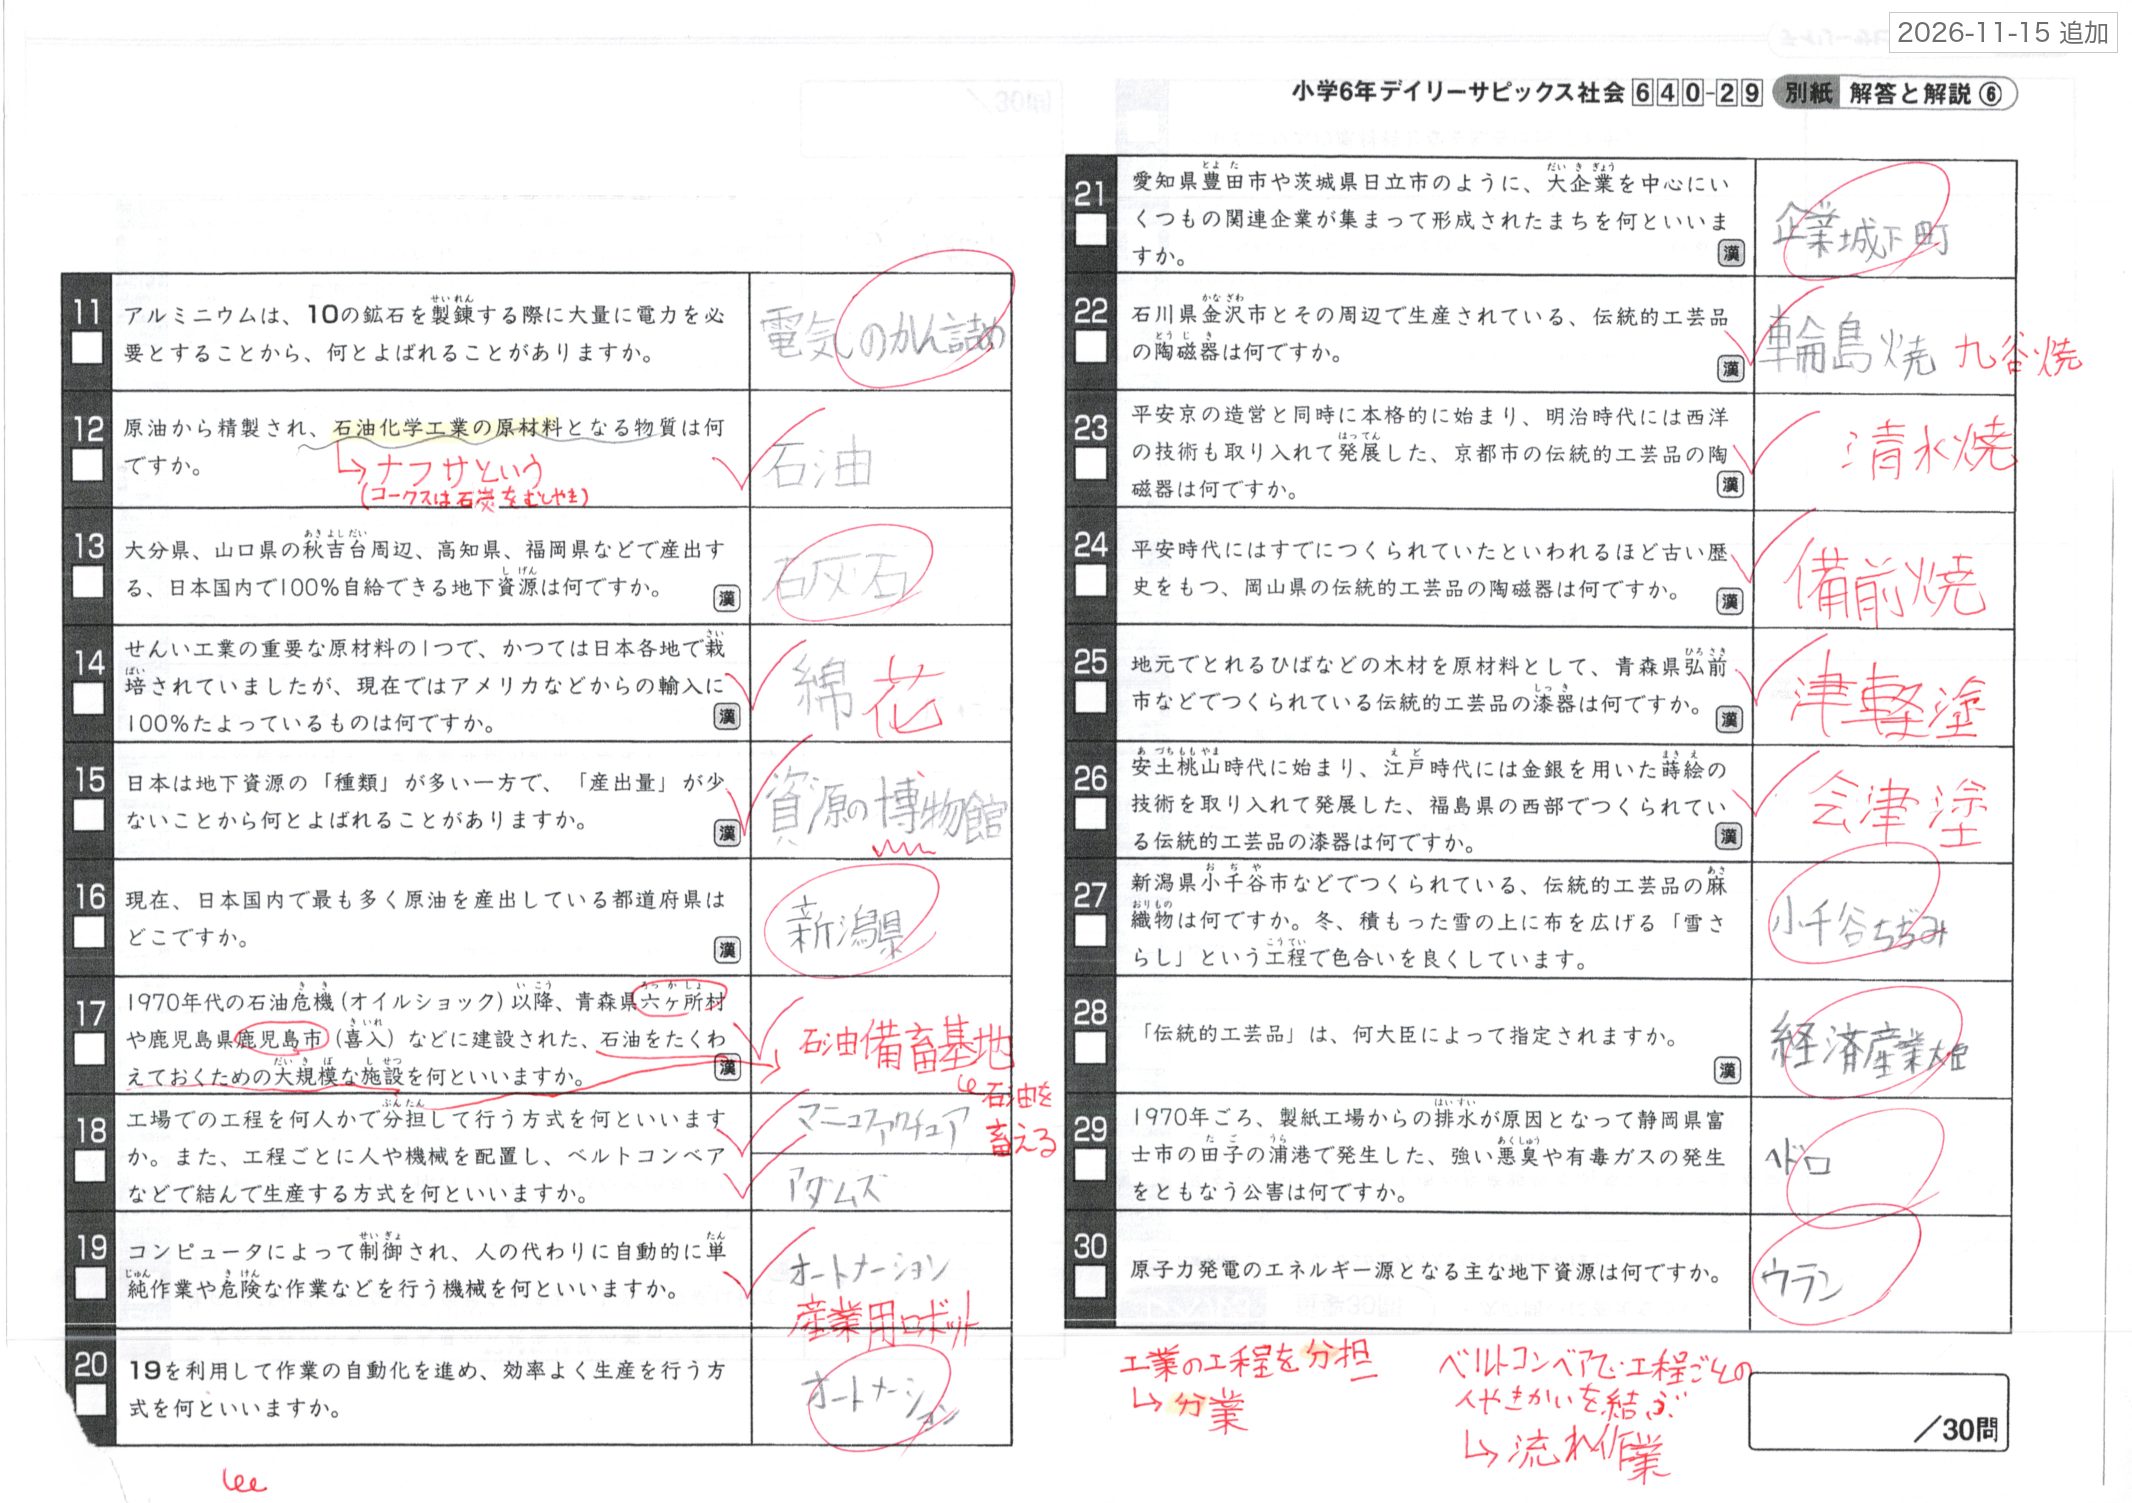 2026-11-15 追加
小学6年デイリーサピックス社会640-29 別紙 解答と解説⑥
11
アルミニウムは、10の鉱石を製錬する際に大量に電力を必
要とすることから、何とよばれることがありますか。
電気のかん詰め
12
原油から精製され、石油化学工業の原材料となる物質は何
ですか。
→ナフサという
(コークスは石炭をむしやき)
石油
13
大分県、山口県の秋吉台周辺、高知県、福岡県などで産出す
る、日本国内で100%自給できる地下資源は何ですか。
漢
石灰石
14
せんい工業の重要な原材料の1つで、かつては日本各地で栽
培されていましたが、現在ではアメリカなどからの輸入に
100%たよっているものは何ですか。
漢
綿花
15
日本は地下資源の「種類」が多い一方で、「産出量」が少
ないことから何とよばれることがありますか。
漢
資源の博物館
16
現在、日本国内で最も多く原油を産出している都道府県は
どこですか。
漢
新潟県
17
1970年代の石油危機(オイルショック)以降、青森県六ヶ所村
や鹿児島県鹿児島市(喜入)などに建設された、石油をたくわ
えておくための大規模な施設を何といいますか。
漢
石油備畜基地
石油を
畜える
18
工場での工程を何人かで分担して行う方式を何といいます
か。また、工程ごとに人や機械を配置し、ベルトコンベア
などで結んで生産する方式を何といいますか。
マニュファクチュア
アダムズ
19
コンピュータによって制御され、人の代わりに自動的に単
純作業や危険な作業などを行う機械を何といいますか。
オートナーション
産業用ロボット
20
19を利用して作業の自動化を進め、効率よく生産を行う方
式を何といいますか。
オートナーション
21
愛知県豊田市や茨城県日立市のように、大企業を中心にい
くつもの関連企業が集まって形成されたまちを何といいま
すか。
漢
企業城下町
22
石川県金沢市とその周辺で生産されている、伝統的工芸品
の陶磁器は何ですか。
漢
輪島焼 九谷焼
23
平安京の造営と同時に本格的に始まり、明治時代には西洋
の技術も取り入れて発展した、京都市の伝統的工芸品の陶
磁器は何ですか。
漢
清水焼
24
平安時代にはすでにつくられていたといわれるほど古い歴
史をもつ、岡山県の伝統的工芸品の陶磁器は何ですか。
漢
備前焼
25
地元でとれるひばなどの木材を原材料として、青森県弘前
市などでつくられている伝統的工芸品の漆器は何ですか。
漢
津軽塗
26
安土桃山時代に始まり、江戸時代には金銀を用いた蒔絵の
技術を取り入れて発展した、福島県の西部でつくられてい
る伝統的工芸品の漆器は何ですか。
漢
会津塗
27
新潟県小千谷市などでつくられている、伝統的工芸品の麻
織物は何ですか。冬、積もった雪の上に布を広げる「雪さ
らし」という工程で色合いを良くしています。
小千谷ちぢみ
28
「伝統的工芸品」は、何大臣によって指定されますか。
漢
経済産業大臣
29
1970年ごろ、製紙工場からの排水が原因となって静岡県富
士市の田子の浦港で発生した、強い悪臭や有毒ガスの発生
をともなう公害は何ですか。
ヘドロ
30
原子力発電のエネルギー源となる主な地下資源は何ですか。
ウラン
工業の工程を分担
→分業
ベルトコンベアで工程ごとの
人やきかいを結ぶ
→流れ作業
/30問